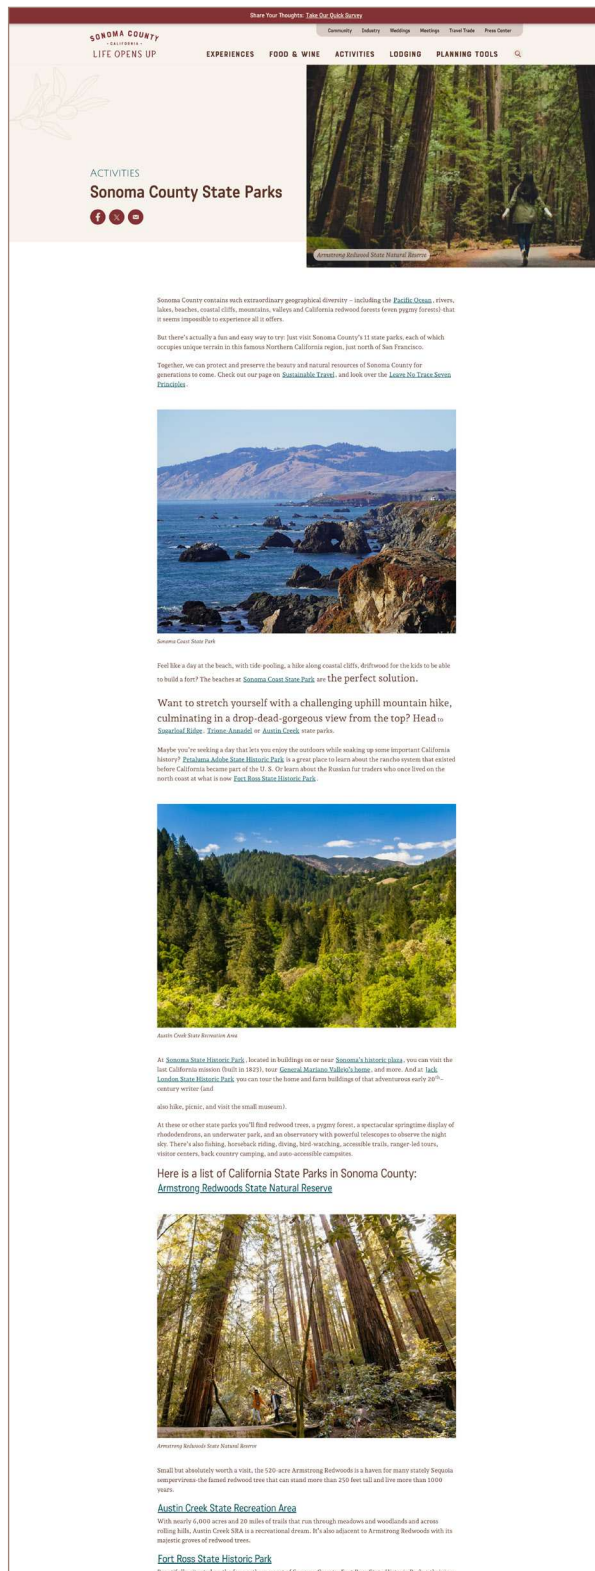 Share Your Thoughts: Take Our Quick Survey
SONOMA COUNTY
• CALIFORNIA •
LIFE OPENS UP
Community Industry Weddings Meetings Travel Trade Press Center
EXPERIENCES FOOD & WINE ACTIVITIES LODGING PLANNING TOOLS
ACTIVITIES
Sonoma County State Parks
Armstrong Redwood State Natural Reserve
Sonoma County contains such extraordinary geographical diversity – including the Pacific Ocean, rivers,
lakes, beaches, coastal cliffs, mountains, valleys and California redwood forests (even pygmy forests)-that
it seems impossible to experience all it offers.
But there's actually a fun and easy way to try: Just visit Sonoma County's 11 state parks, each of which
occupies unique terrain in this famous Northern California region, just north of San Francisco.
Together, we can protect and preserve the beauty and natural resources of Sonoma County for
generations to come. Check out our page on Sustainable Travel, and look over the Leave No Trace Seven
Principles.
Sonoma Coast State Park
Feel like a day at the beach, with tide-pooling, a hike along coastal cliffs, driftwood for the kids to be able
to build a fort? The beaches at Sonoma Coast State Park are the perfect solution.
Want to stretch yourself with a challenging uphill mountain hike,
culminating in a drop-dead-gorgeous view from the top? Head to
Sugarloaf Ridge, Trione-Annadel or Austin Creek state parks.
Maybe you're seeking a day that lets you enjoy the outdoors while soaking up some important California
history? Petaluma Adobe State Historic Park is a great place to learn about the rancho system that existed
before California became part of the U. S. Or learn about the Russian fur traders who once lived on the
north coast at what is now Fort Ross State Historic Park.
Austin Creek State Recreation Area
At Sonoma State Historic Park, located in buildings on or near Sonoma's historic plaza, you can visit the
last California mission (built in 1823), tour General Mariano Vallejo's home, and more. And at Jack
London State Historic Park you can tour the home and farm buildings of that adventurous early 20th–
century writer (and
also hike, picnic, and visit the small museum).
At these or other state parks you'll find redwood trees, a pygmy forest, a spectacular springtime display of
rhododendrons, an underwater park, and an observatory with powerful telescopes to observe the night
sky. There's also fishing, horseback riding, diving, bird-watching, accessible trails, ranger-led tours,
visitor centers, back country camping, and auto-accessible campsites.
Here is a list of California State Parks in Sonoma County:
Armstrong Redwoods State Natural Reserve
Armstrong Redwoods State Natural Reserve
Small but absolutely worth a visit, the 520-acre Armstrong Redwoods is a haven for many stately Sequoia
sempervirens-the famed redwood tree that can stand more than 250 feet tall and live more than 1000
years.
Austin Creek State Recreation Area
With nearly 6,000 acres and 20 miles of trails that run through meadows and woodlands and across
rolling hills, Austin Creek SRA is a recreational dream. It's also adjacent to Armstrong Redwoods with its
majestic groves of redwood trees.
Fort Ross State Historic Park